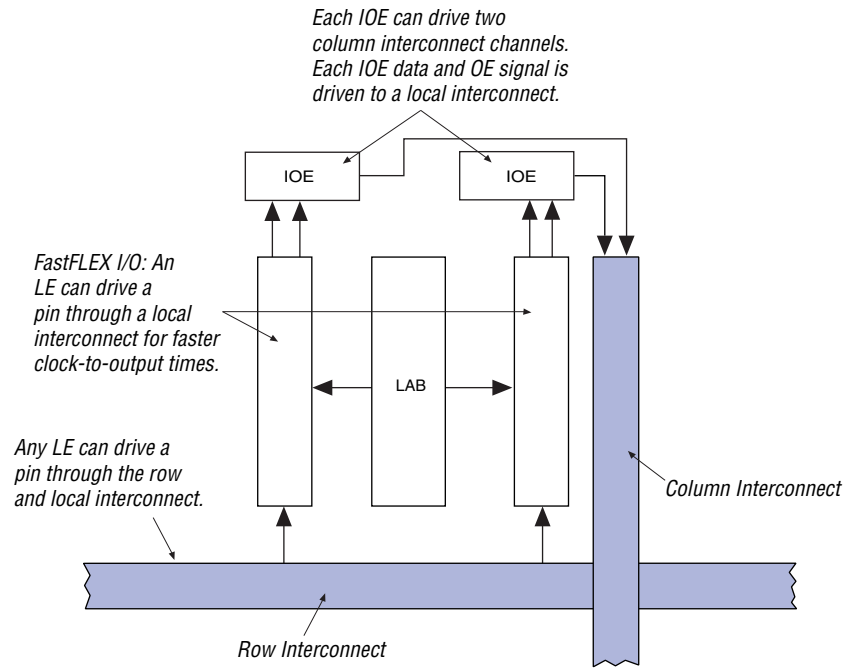 Each IOE can drive two
column interconnect channels.
Each IOE data and OE signal is
driven to a local interconnect.
IOE
IOE
FastFLEX I/O: An
LE can drive a
pin through a local
interconnect for faster
clock-to-output times.
LAB
Any LE can drive a
pin through the row
and local interconnect.
Column Interconnect
Row Interconnect